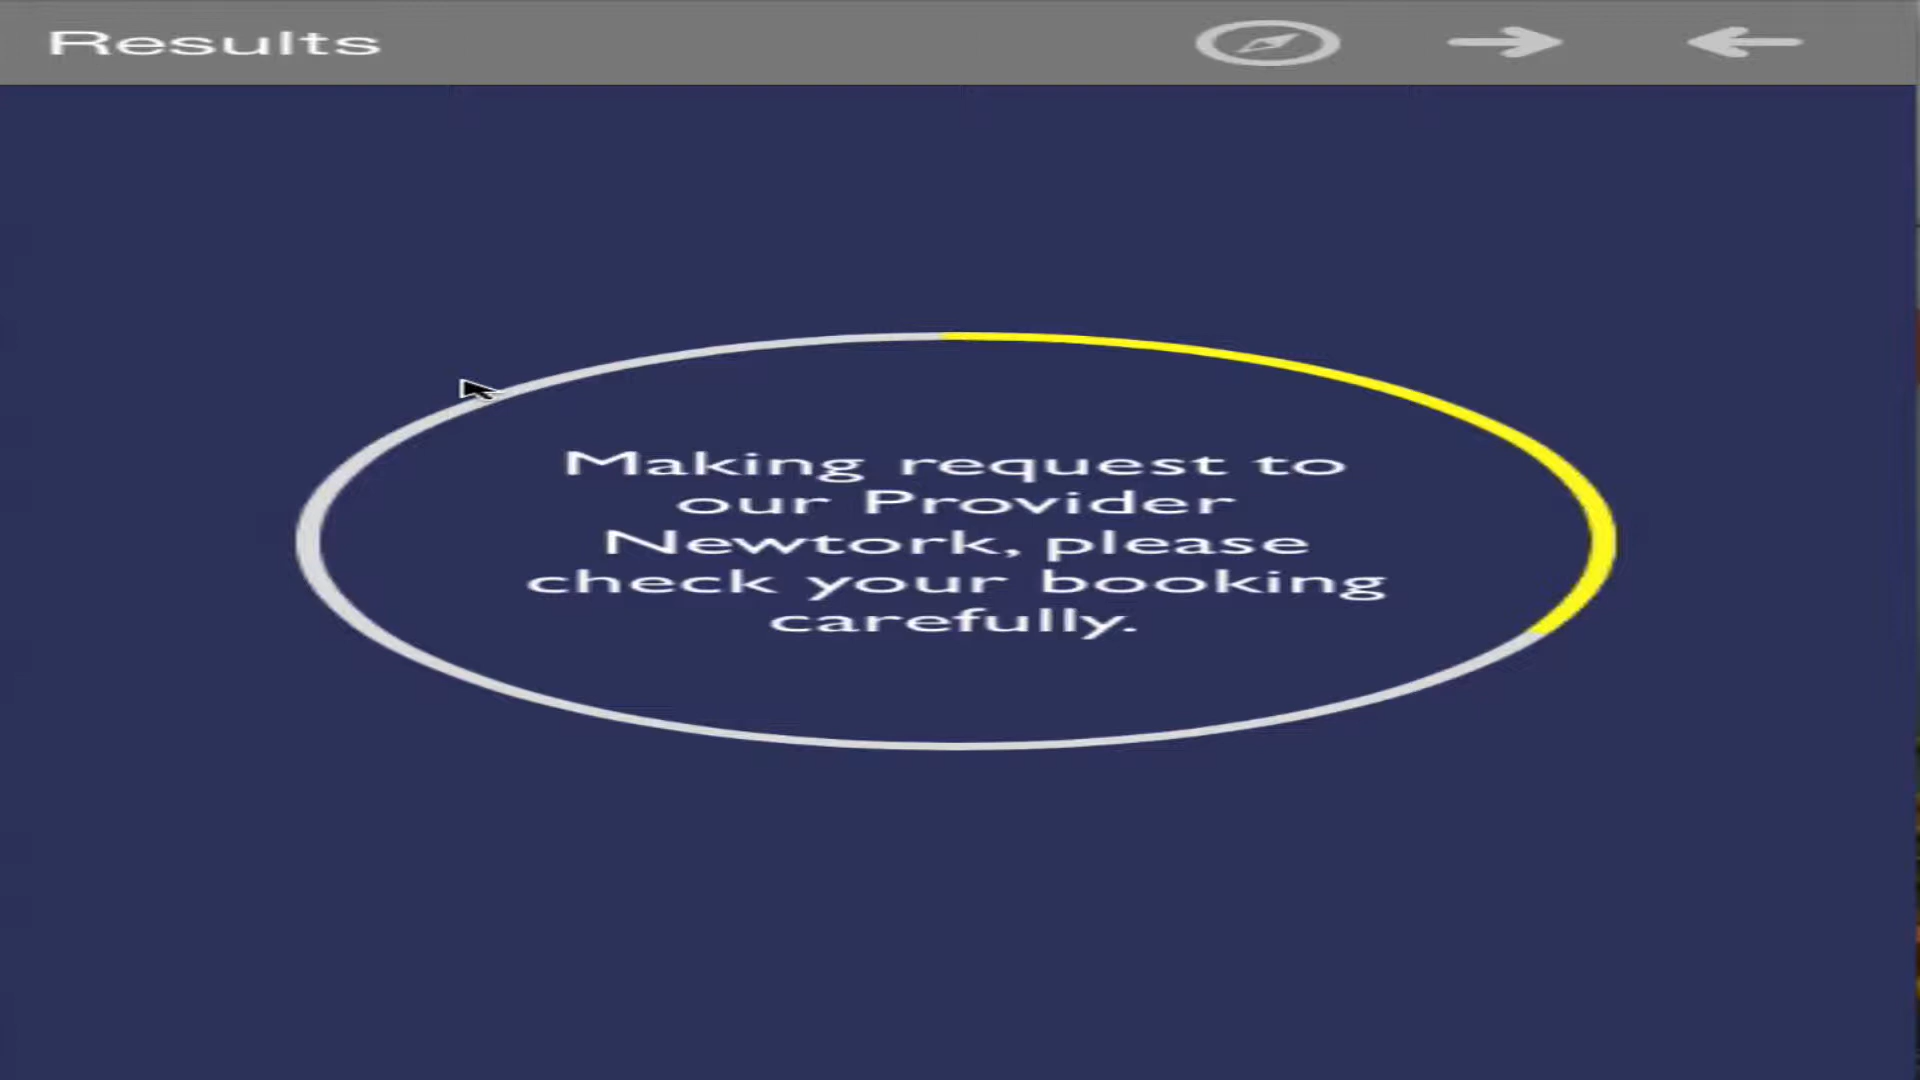 Results
Making request to
our Provider
Newtork, please
check your booking
carefully.